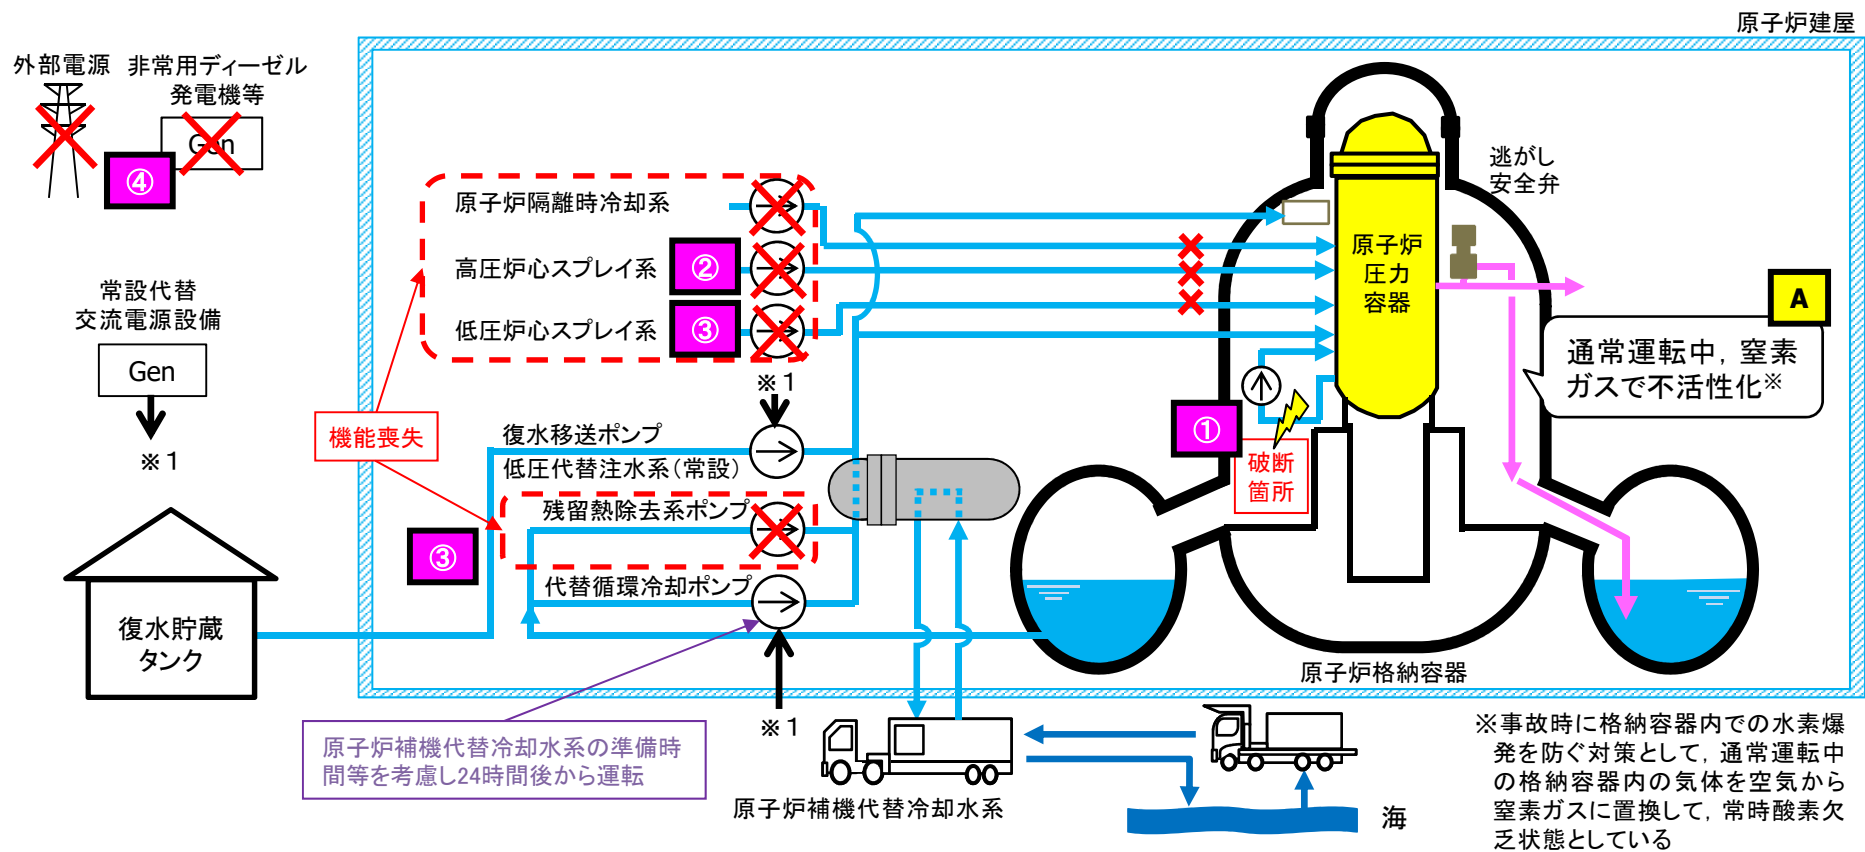 原子炉建屋
外部電源
非常用ディーゼル
発電機等
Gen
④
逃がし
安全弁
原子炉隔離時冷却系
高圧炉心スプレイ系
②
低圧炉心スプレイ系
③
原子炉
圧力
容器
A
通常運転中，窒素
ガスで不活性化※
常設代替
交流電源設備
Gen
※１
※１
機能喪失
復水移送ポンプ
低圧代替注水系（常設）
①
破断
箇所
残留熱除去系ポンプ
③
代替循環冷却ポンプ
復水貯蔵
タンク
原子炉格納容器
※１
原子炉補機代替冷却水系の準備時
間等を考慮し24時間後から運転
原子炉補機代替冷却水系
海
※事故時に格納容器内での水素爆
発を防ぐ対策として，通常運転中
の格納容器内の気体を空気から
窒素ガスに置換して，常時酸素欠
乏状態としている